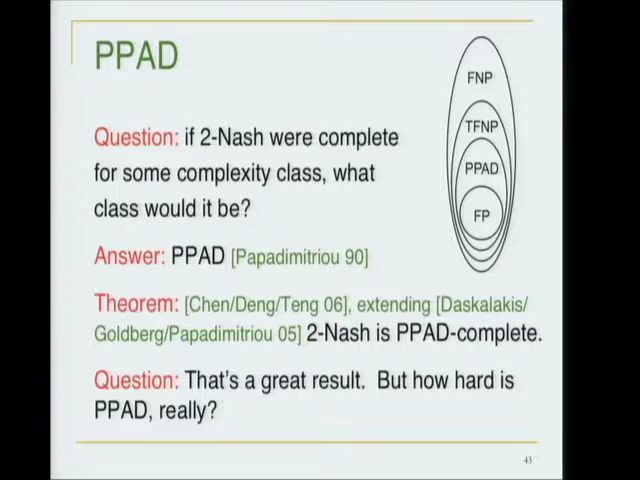 PPAD
Question: if 2-Nash were complete
for some complexity class, what
class would it be?
Answer: PPAD [Papadimitriou 90]
Theorem: [Chen/Deng/Teng 06], extending [Daskalakis/
Goldberg/Papadimitriou 05] 2-Nash is PPAD-complete.
Question: That's a great result. But how hard is
PPAD, really?
FNP
TFNP
PPAD
FP
43